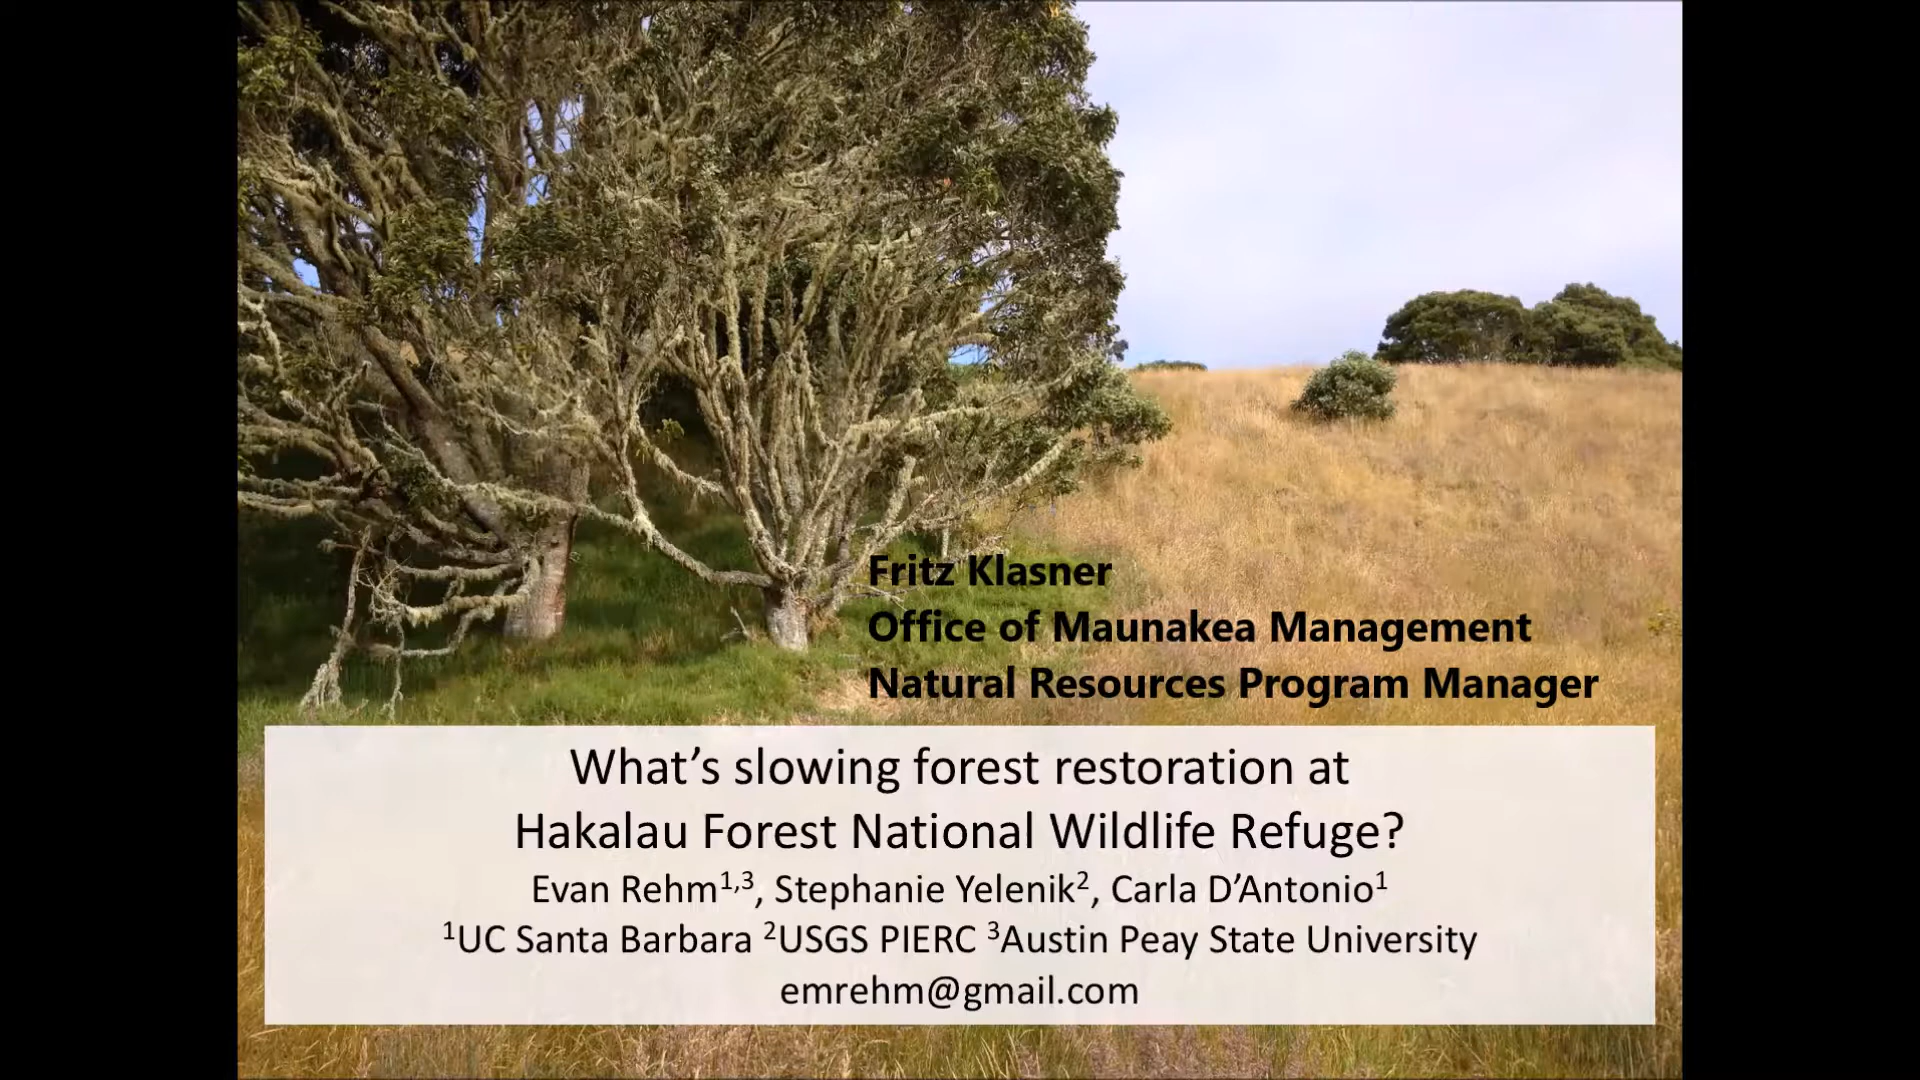 Fritz Klasner
Office of Maunakea Management
Natural Resources Program Manager
What’s slowing forest restoration at
Hakalau Forest National Wildlife Refuge?
Evan Rehm1,3, Stephanie Yelenik2, Carla D’Antonio1
1UC Santa Barbara 2USGS PIERC 3Austin Peay State University
emrehm@gmail.com